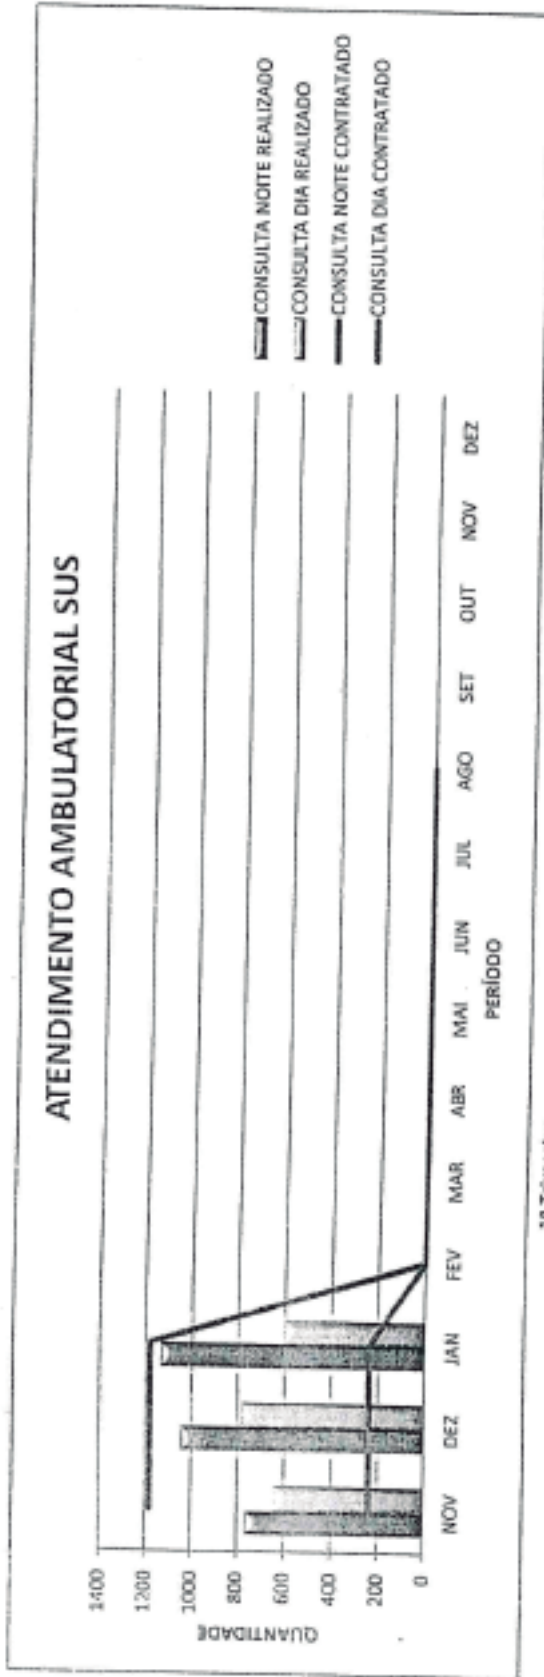 ATENDIMENTO AMBULATORIAL SUS
QUANTIDADE
1400
1200
1000
800
600
400
200
0
NOV DEZ JAN FEV MAR ABR MAI JUN JUL AGO SET OUT NOV DEZ
PERÍODO
CONSULTA NOITE REALIZADO
CONSULTA DIA REALIZADO
CONSULTA NOITE CONTRATADO
CONSULTA DIA CONTRATADO